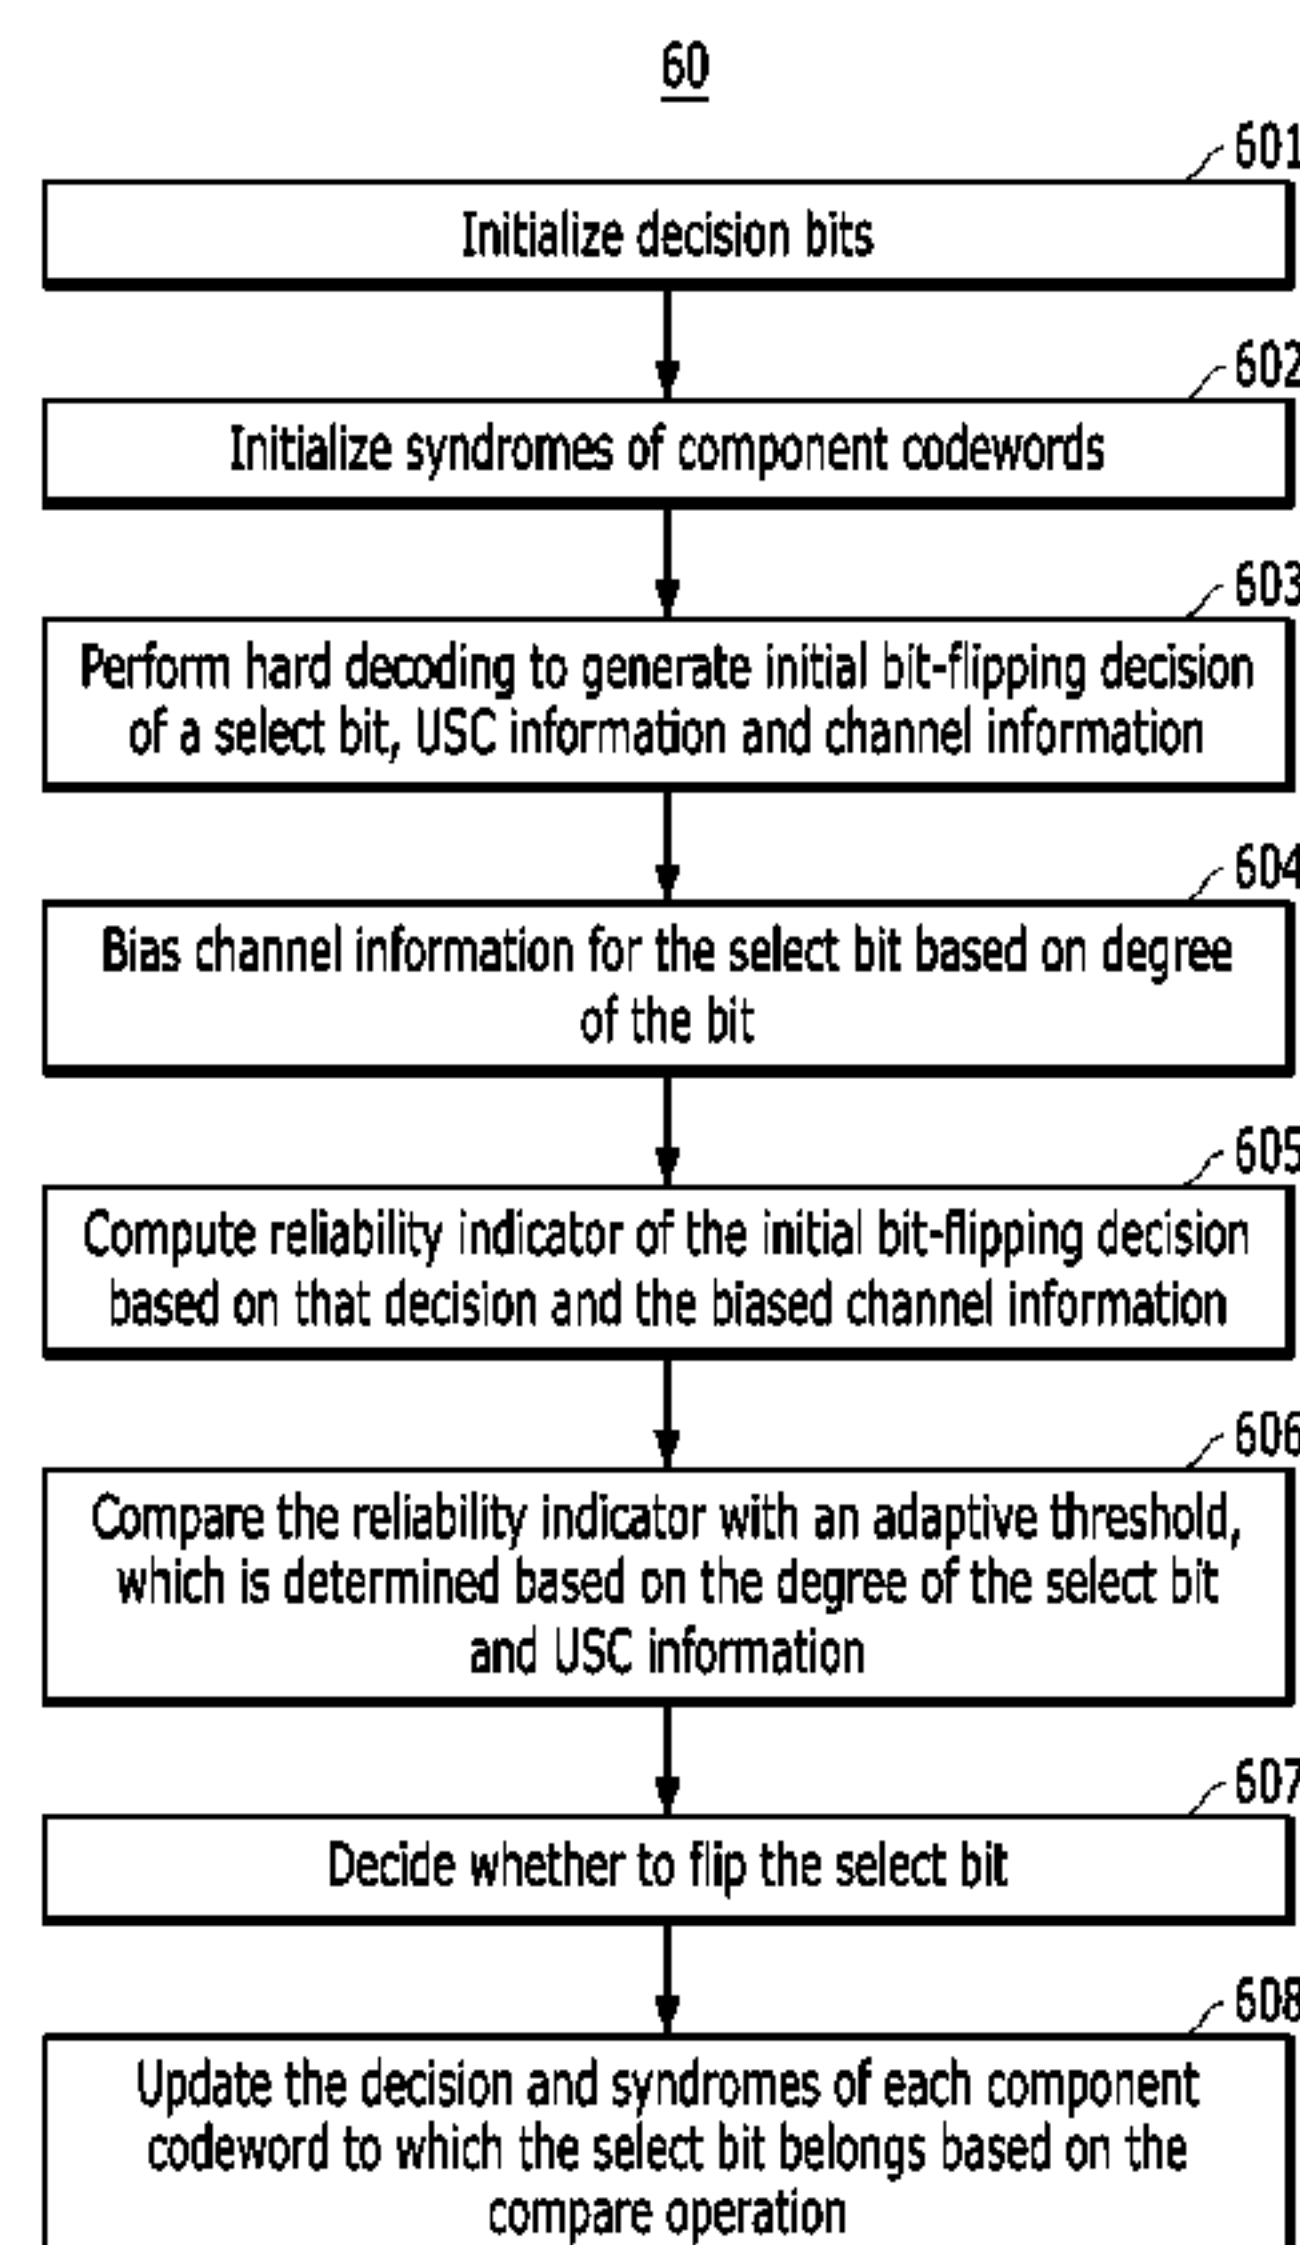 60
601
Initialize decision bits
602
Initialize syndromes of component codewords
603
Perform hard decoding to generate initial bit-flipping decision
of a select bit, USC information and channel information
604
Bias channel information for the select bit based on degree
of the bit
605
Compute reliability indicator of the initial bit-flipping decision
based on that decision and the biased channel information
606
Compare the reliability indicator with an adaptive threshold,
which is determined based on the degree of the select bit
and USC information
607
Decide whether to flip the select bit
608
Update the decision and syndromes of each component
codeword to which the select bit belongs based on the
compare operation